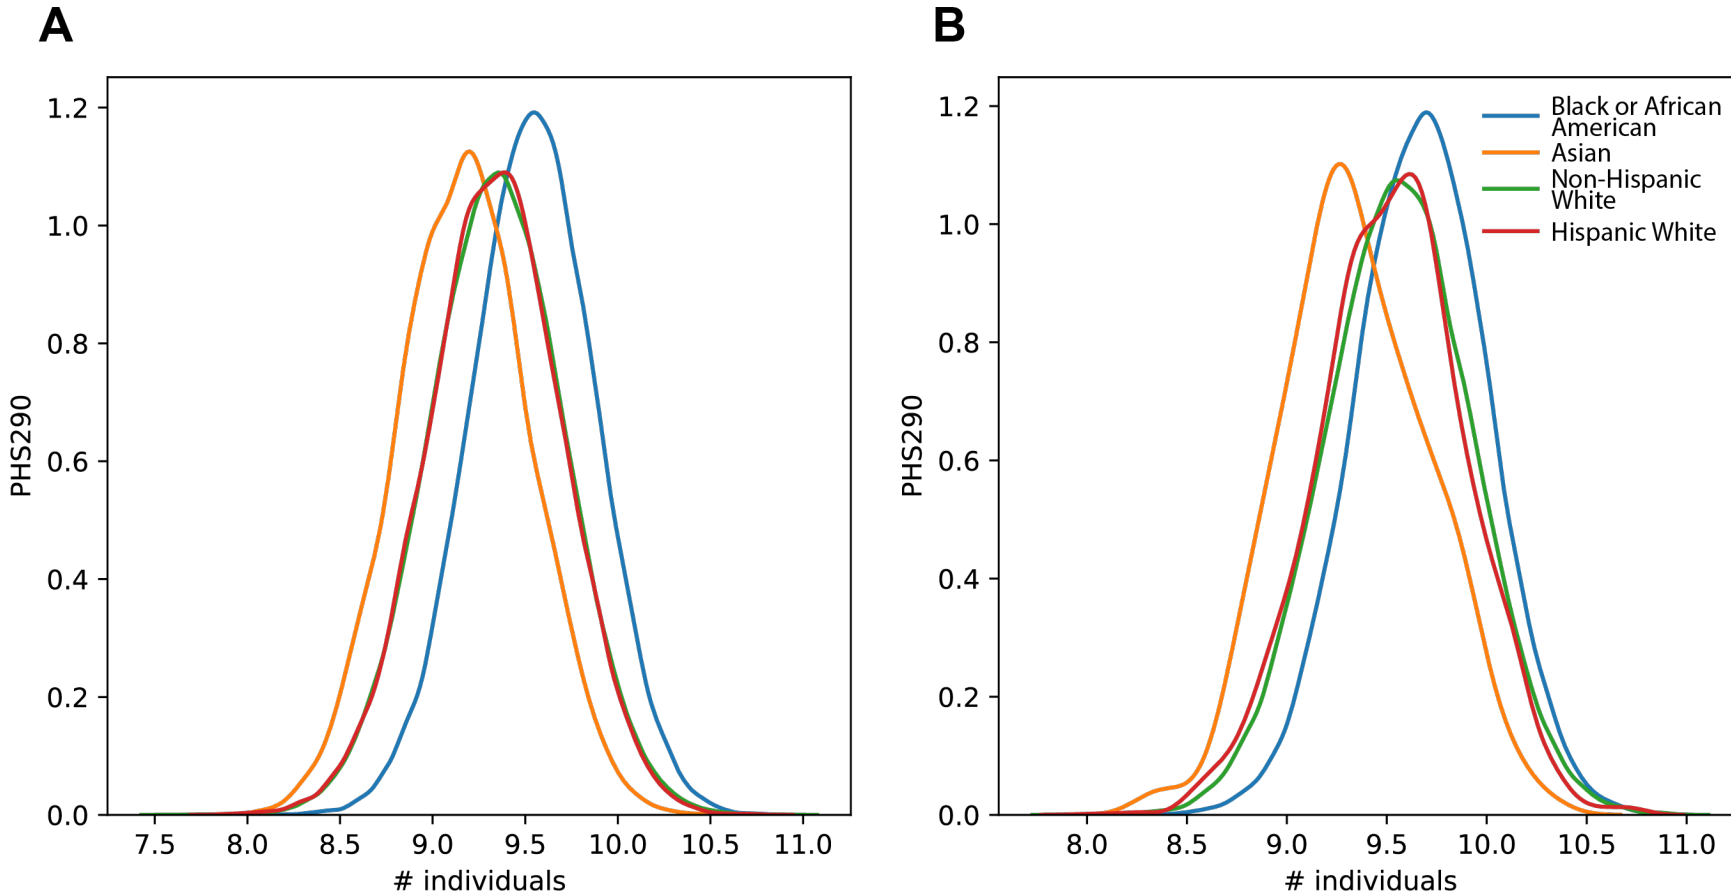 A
B
1.2
1.0
0.8
0.6
0.4
0.2
0.0
PHS290
7.5 8.0 8.5 9.0 9.5 10.0 10.5 11.0
# individuals
1.2
1.0
0.8
0.6
0.4
0.2
0.0
PHS290
8.0 8.5 9.0 9.5 10.0 10.5 11.0
# individuals
Black or African
American
Asian
Non-Hispanic
White
Hispanic White